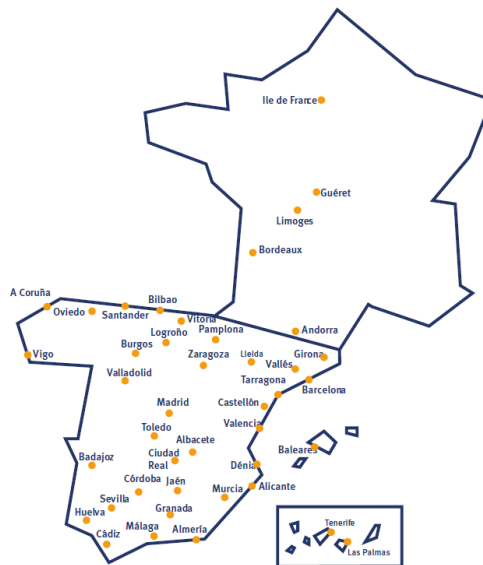 Ile de France
Guéret
Limoges
Bordeaux
A Coruña
Oviedo
Santander
Bilbao
Vitoria
Pamplona
Andorra
Logroño
Burgos
Zaragoza
Lleida
Girona
Vallés
Vigo
Valladolid
Tarragona
Barcelona
Madrid
Castellón
Toledo
Valencia
Albacete
Baleares
Badajoz
Ciudad
Real
Dénia
Córdoba
Jaén
Murcia
Alicante
Sevilla
Huelva
Granada
Cádiz
Málaga
Almería
Tenerife
Las Palmas